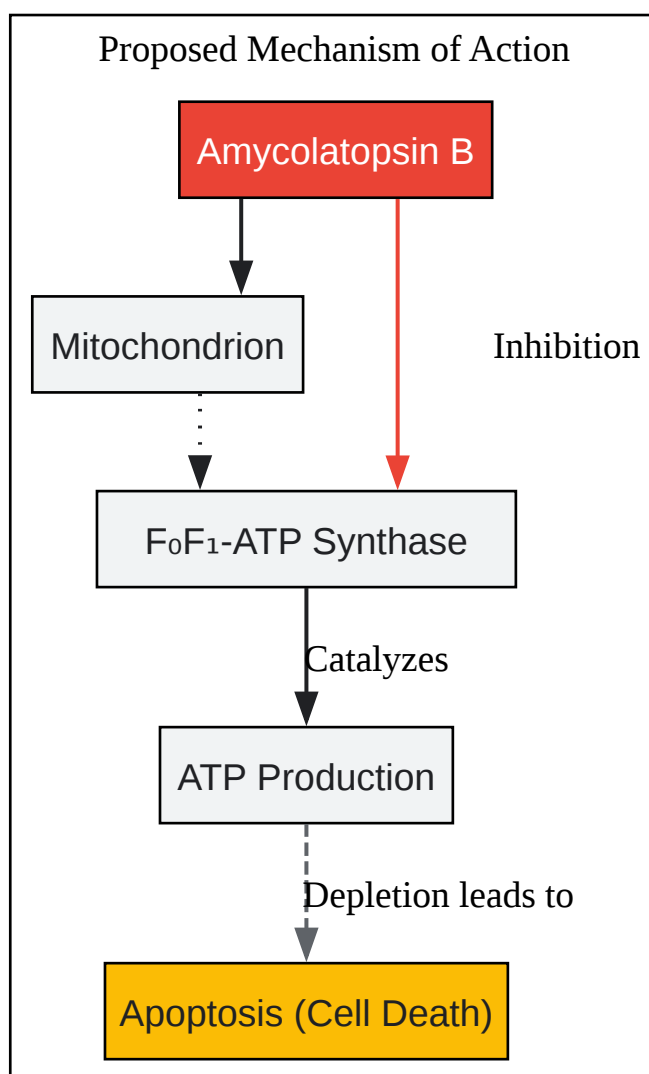 Proposed Mechanism of Action
Amycolatopsin B
Mitochondrion
Inhibition
F₀F₁-ATP Synthase
Catalyzes
ATP Production
Depletion leads to
Apoptosis (Cell Death)